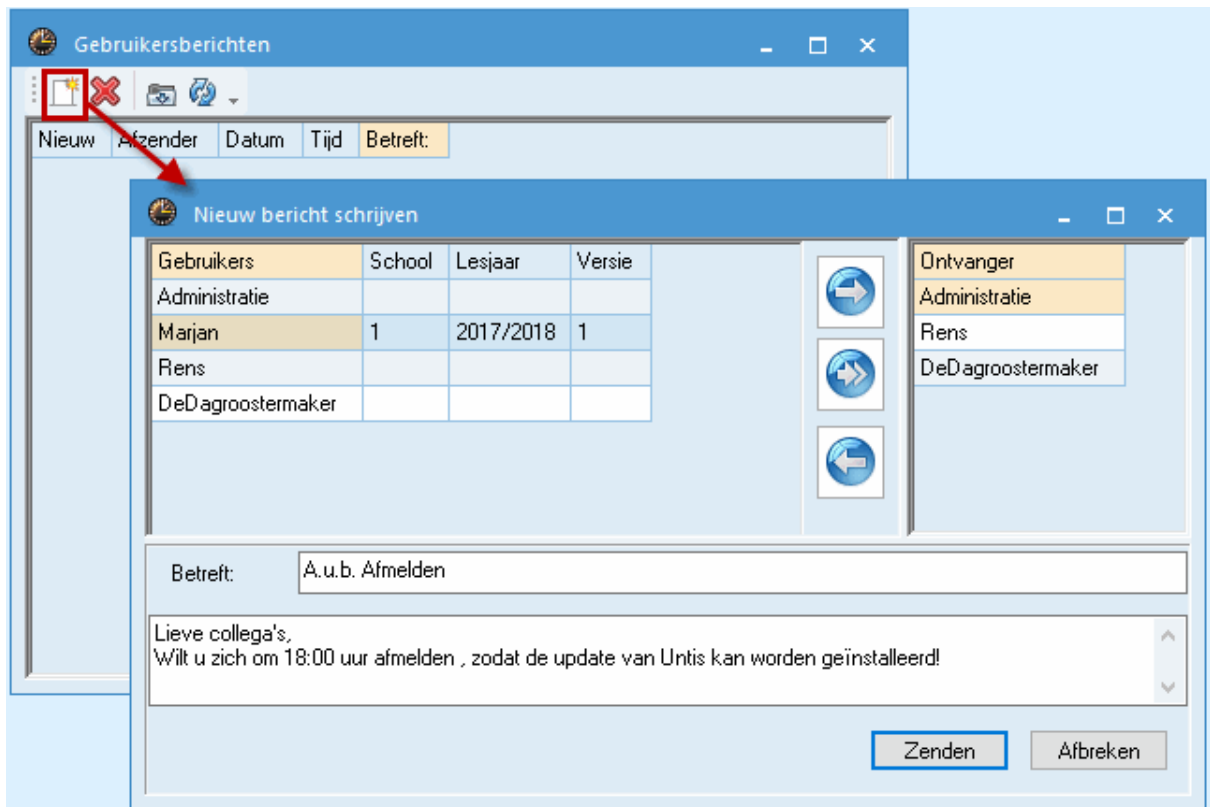 Gebruikersberichten
Nieuw Afzender Datum Tijd Betreft:
Nieuw bericht schrijven
Gebruikers School Lesjaar Versie
Administratie
Marjan 1 2017/2018 1
Rens
DeDagroostermaker
Ontvanger
Administratie
Rens
DeDagroostermaker
Betreft: A.u.b. Afmelden
Lieve collega's,
Wilt u zich om 18:00 uur afmelden , zodat de update van Untis kan worden geïnstalleerd!
Zenden Afbreken